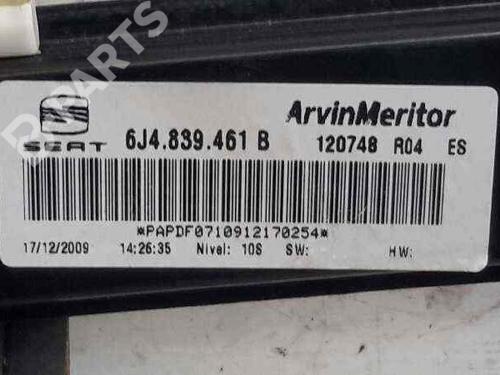 B-PARTS
ArvinMeritor
SEAT 6J4.839.461 B 120748 R04 ES
*PAPDF0710912170254*
17/12/2009 14:26:35 Nivel: 10S SW: HW: